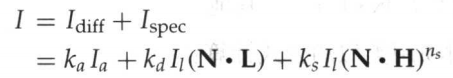 I = I_diff + I_spec
= k_a I_a + k_d I_l (N • L) + k_s I_l (N • H)^{n_s}